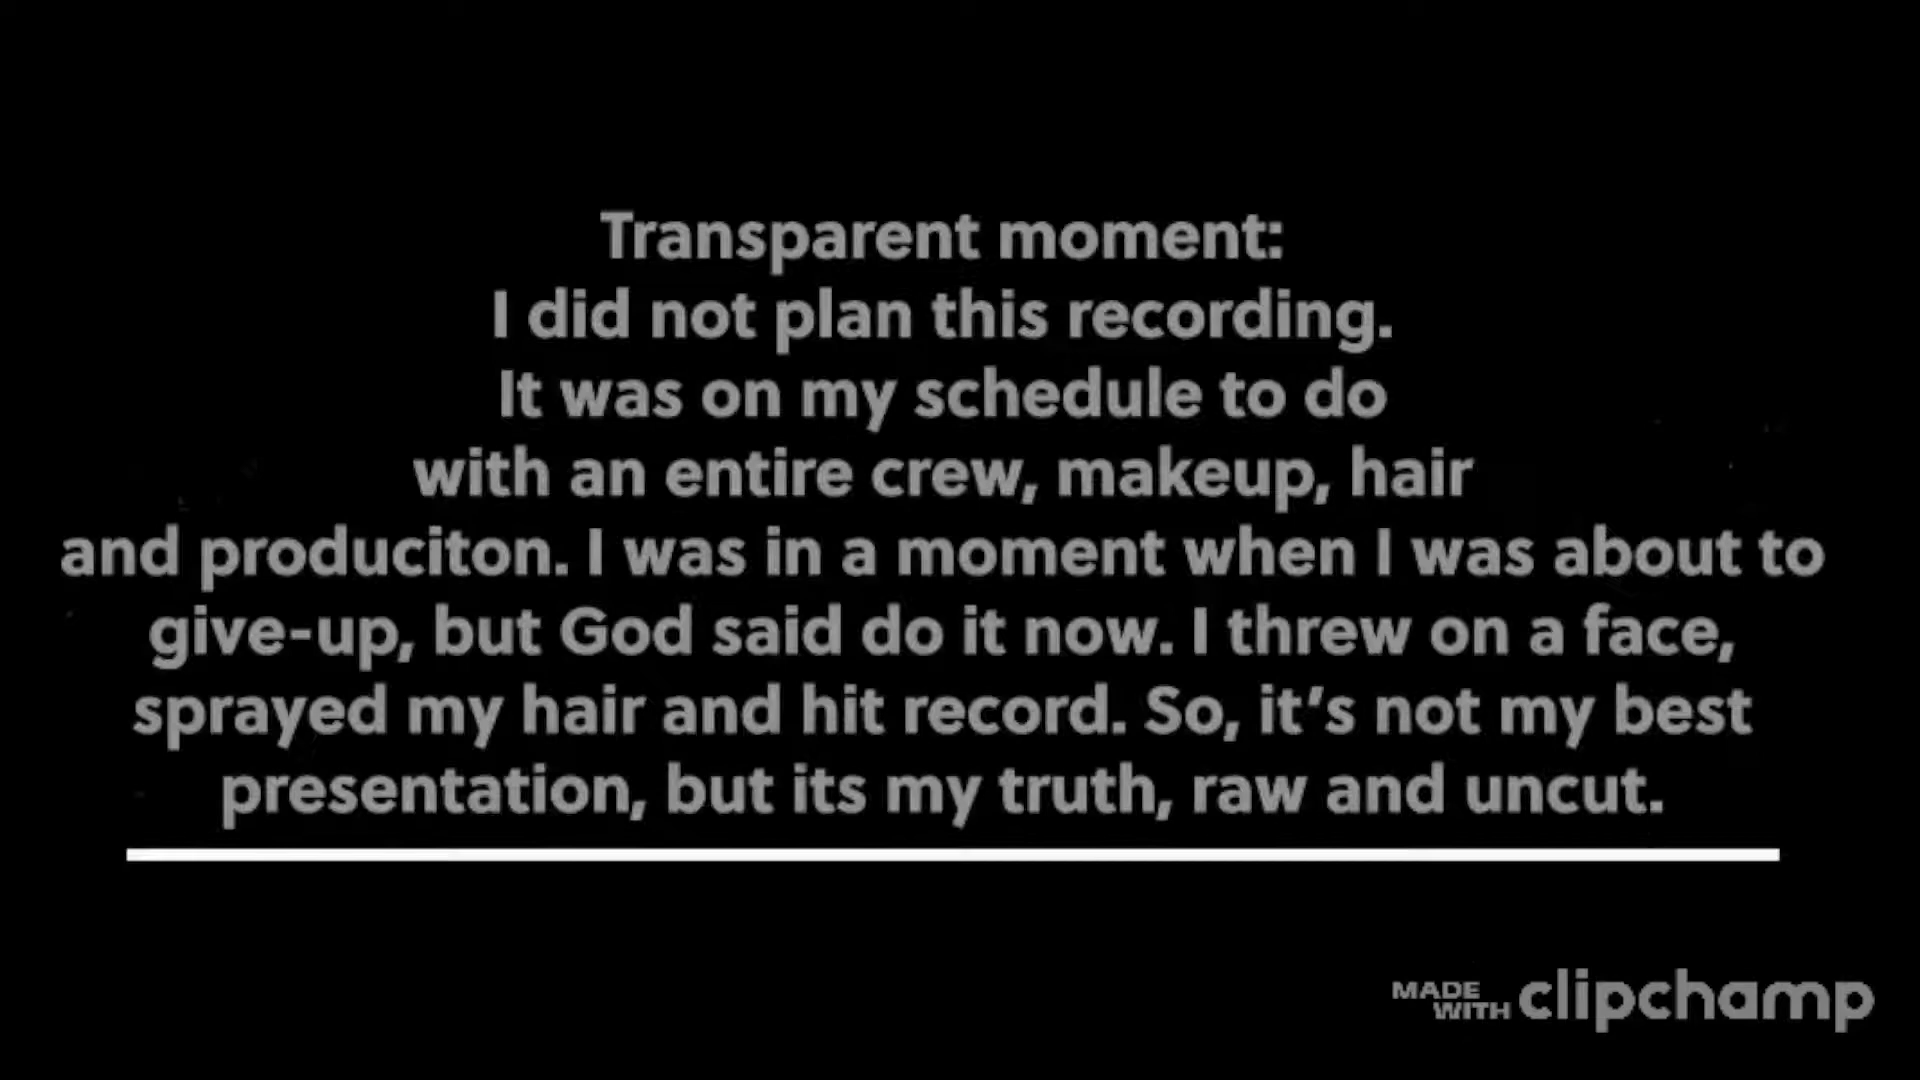 Transparent moment:
I did not plan this recording.
It was on my schedule to do
with an entire crew, makeup, hair
and produciton. I was in a moment when I was about to
give-up, but God said do it now. I threw on a face,
sprayed my hair and hit record. So, it’s not my best
presentation, but its my truth, raw and uncut.
MADE WITH clipchamp